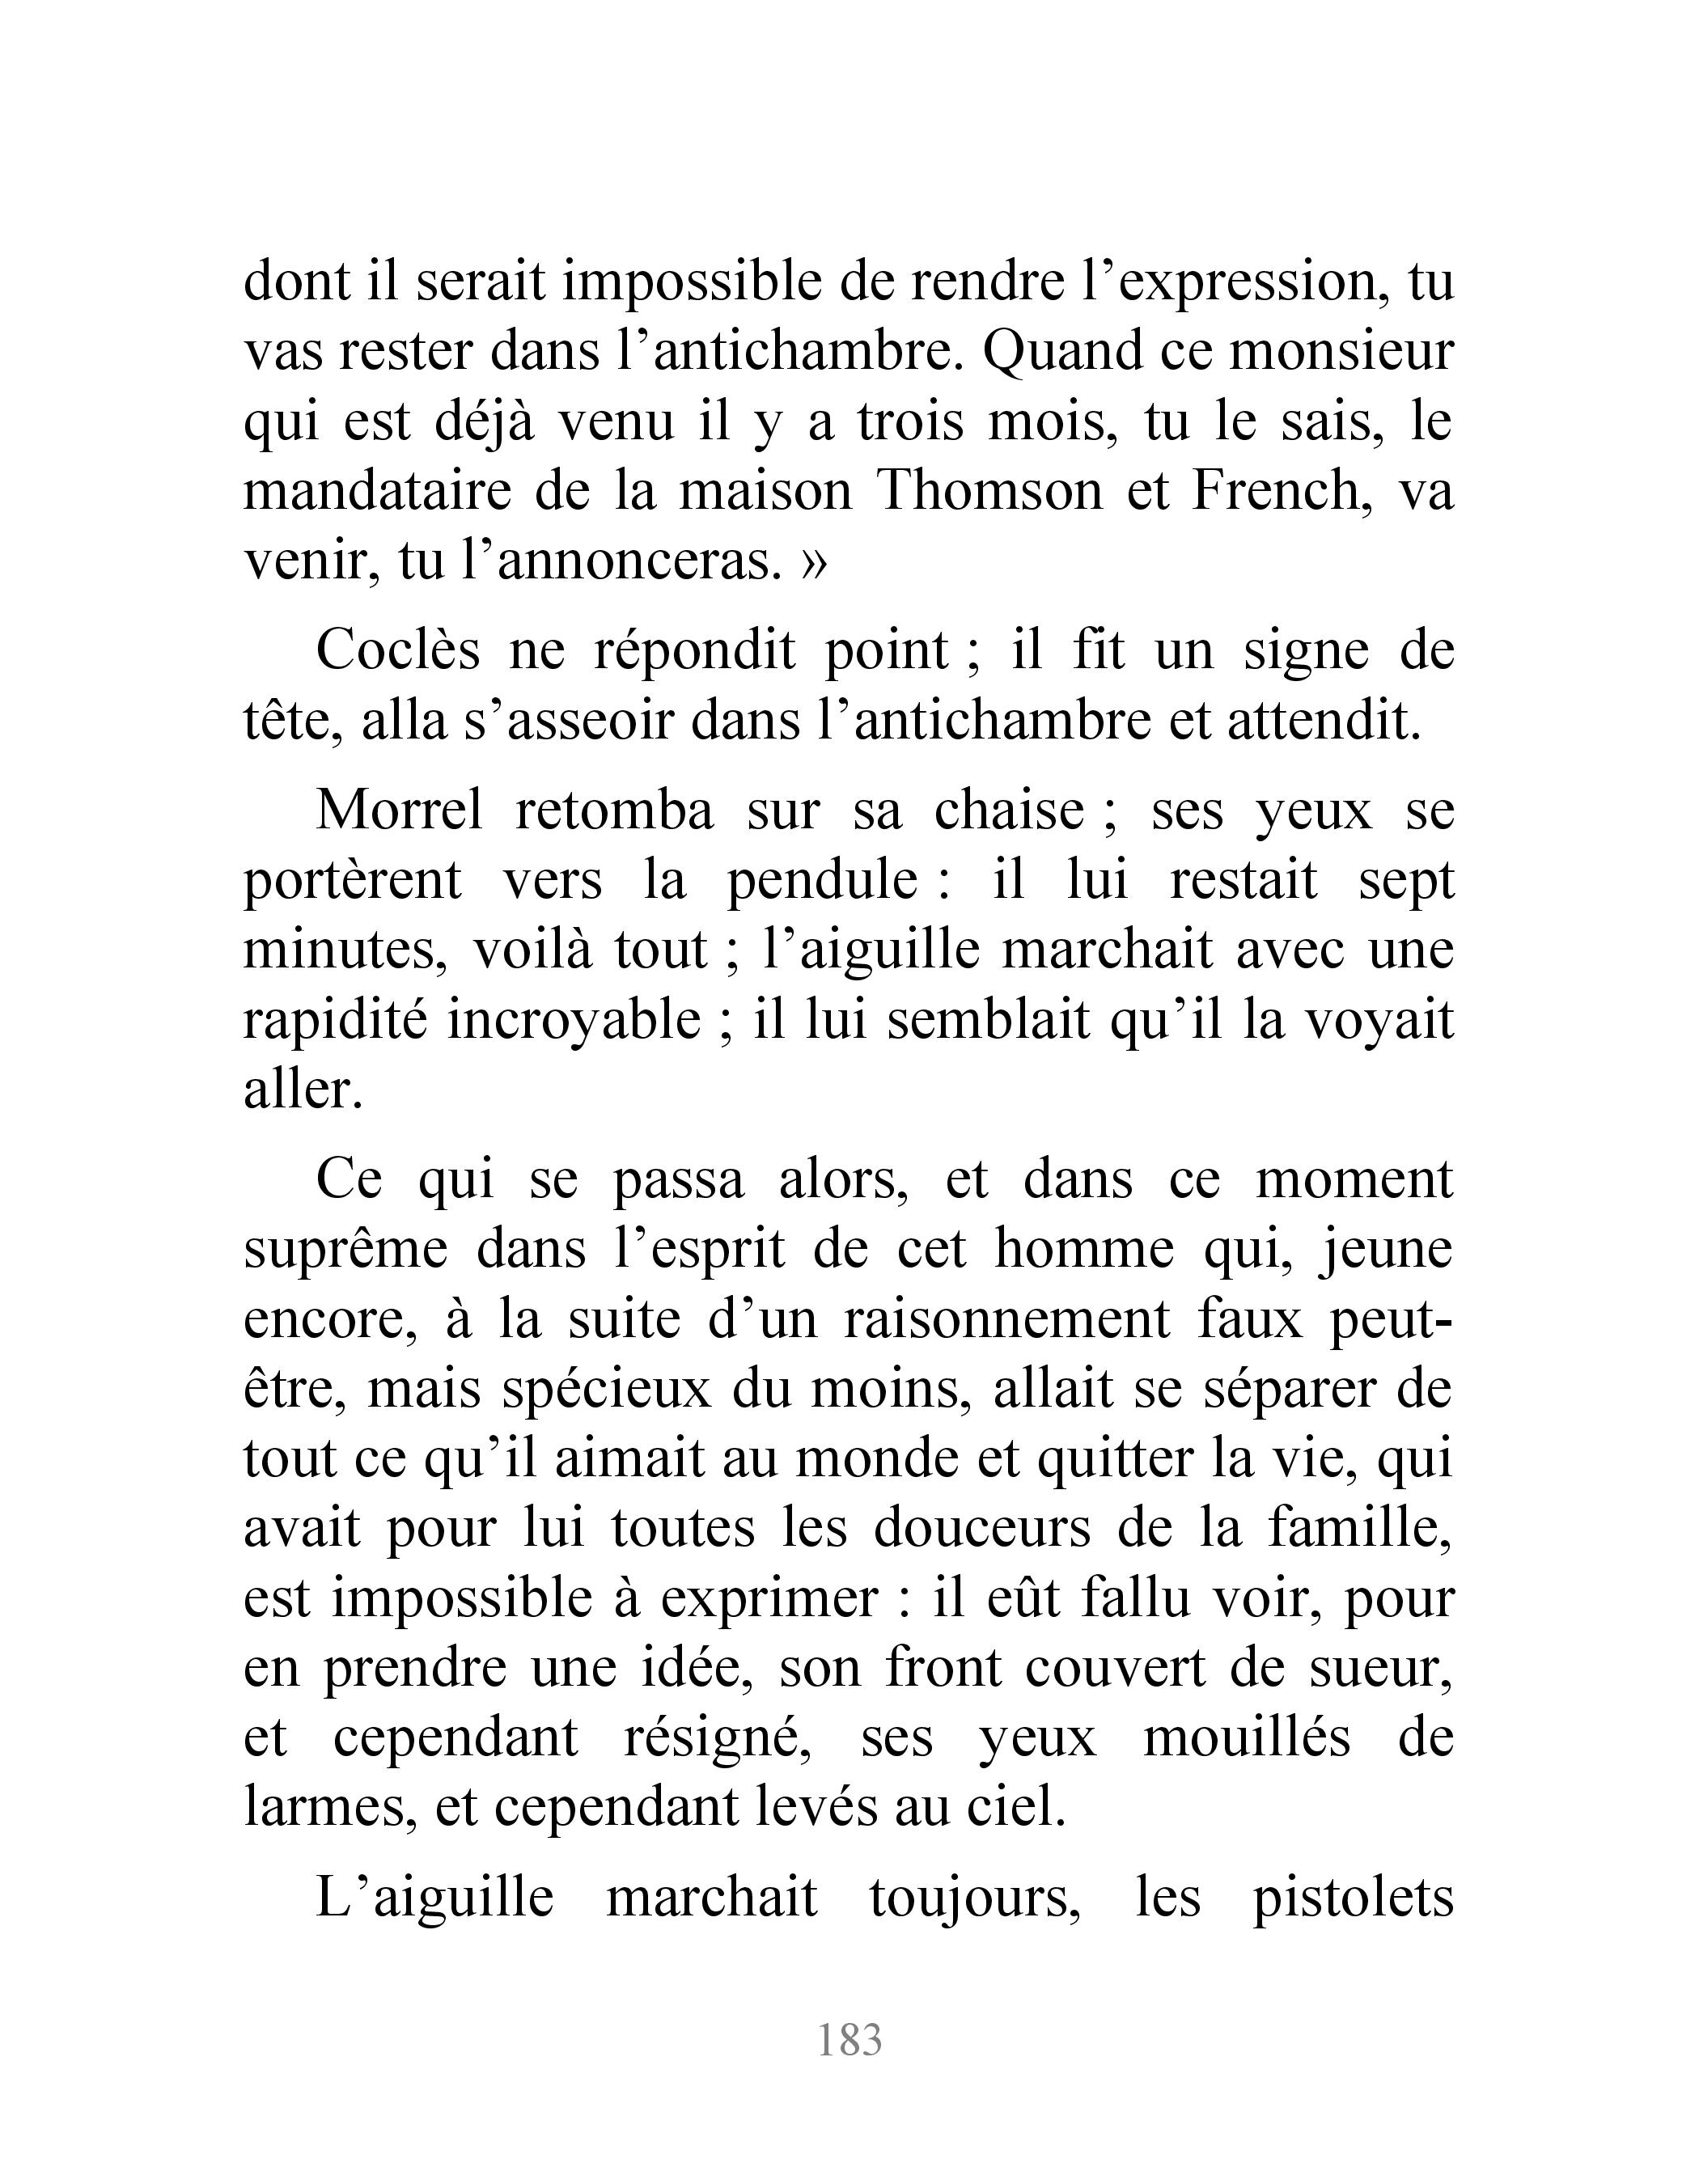 dont il serait impossible de rendre l’expression, tu
vas rester dans l’antichambre. Quand ce monsieur
qui est déjà venu il y a trois mois, tu le sais, le
mandataire de la maison Thomson et French, va
venir, tu l’annonceras. »
Coclès ne répondit point ; il fit un signe de
tête, alla s’asseoir dans l’antichambre et attendit.
Morrel retomba sur sa chaise ; ses yeux se
portèrent vers la pendule : il lui restait sept
minutes, voilà tout ; l’aiguille marchait avec une
rapidité incroyable ; il lui semblait qu’il la voyait
aller.
Ce qui se passa alors, et dans ce moment
suprême dans l’esprit de cet homme qui, jeune
encore, à la suite d’un raisonnement faux peut-
être, mais spécieux du moins, allait se séparer de
tout ce qu’il aimait au monde et quitter la vie, qui
avait pour lui toutes les douceurs de la famille,
est impossible à exprimer : il eût fallu voir, pour
en prendre une idée, son front couvert de sueur,
et cependant résigné, ses yeux mouillés de
larmes, et cependant levés au ciel.
L’aiguille marchait toujours, les pistolets
183